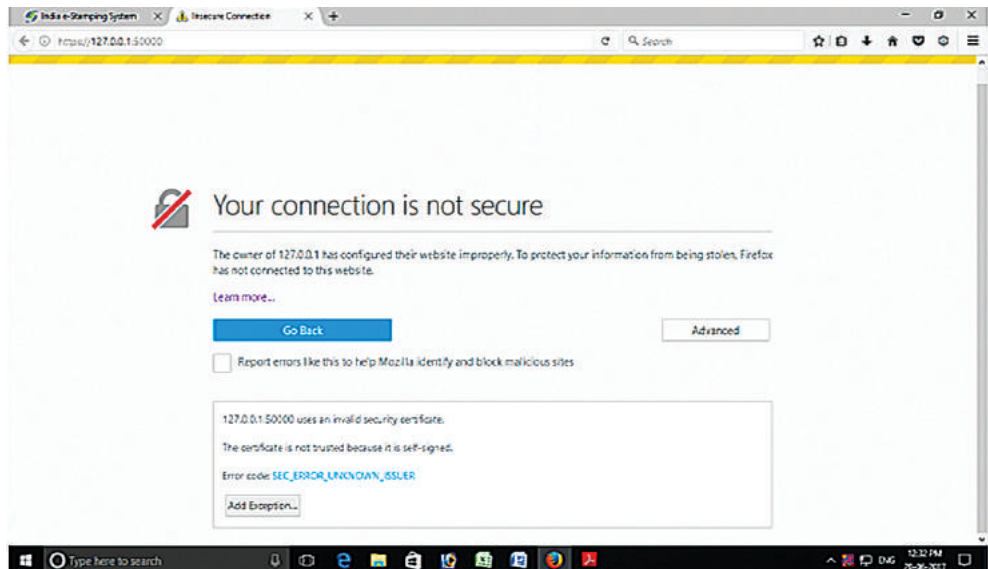 India e-Stamping System
Insecure Connection
https://127.0.0.1:50000
Search
Your connection is not secure
The owner of 127.0.0.1 has configured their website improperly. To protect your information from being stolen, Firefox
has not connected to this website.
Learn more...
Go Back
Advanced
Report errors like this to help Mozilla identify and block malicious sites
127.0.0.1:50000 uses an invalid security certificate.
The certificate is not trusted because it is self-signed.
Error code: SEC_ERROR_UNKNOWN_ISSUER
Add Exception...
Type here to search
ENG
12:32 PM